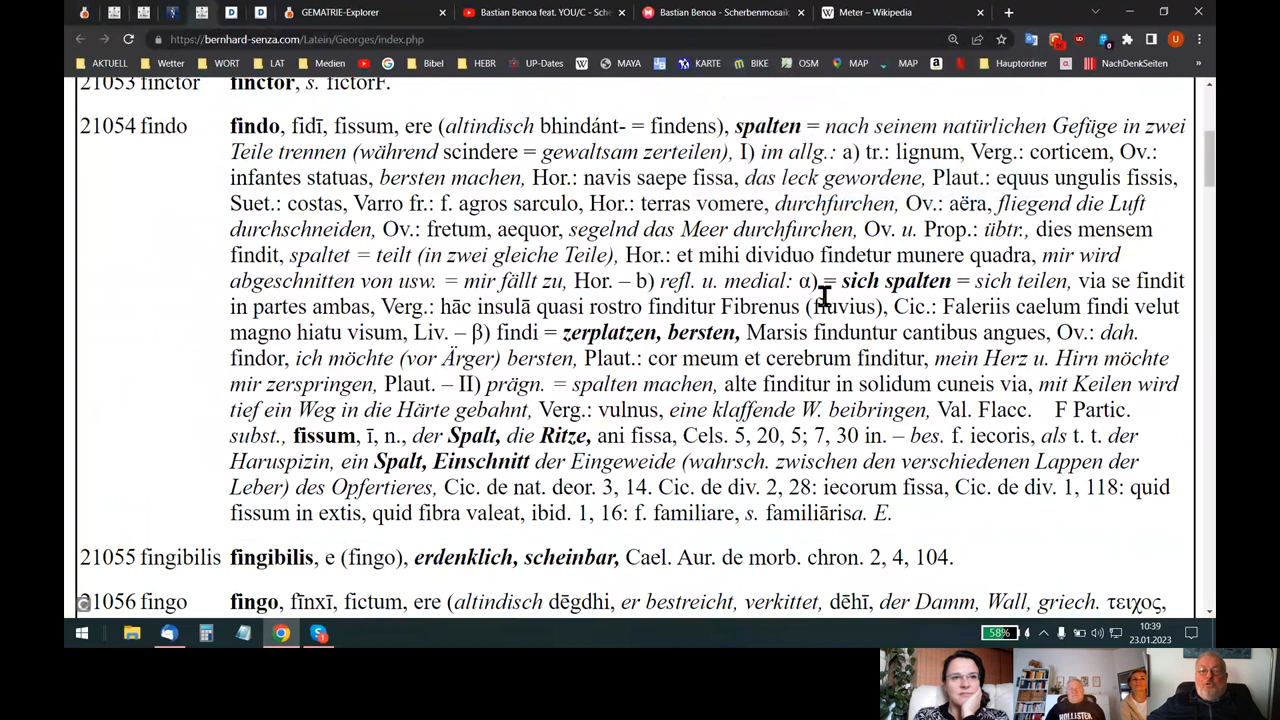 GEMATRIE-Explorer
Bastian Benoa feat. YOU/C - Sche
Bastian Benoa - Scherbenmosaik
Meter – Wikipedia
https://bernhard-senza.com/Latein/Georges/index.php
AKTUELL Wetter WORT LAT Medien Bibel HEBR UP-Dates MAYA KARTE BIKE OSM MAP MAP Hauptordner NachDenkSeiten
21053 finctor finctor, s. fictorF.
21054 findo findo, fidī, fissum, ere (altindisch bhindánt- = findens), spalten = nach seinem natürlichen Gefüge in zwei
Teile trennen (während scindere = gewaltsam zerteilen), I) im allg.: a) tr.: lignum, Verg.: corticem, Ov.:
infantes statuas, bersten machen, Hor.: navis saepe fissa, das leck gewordene, Plaut.: equus ungulis fissis,
Suet.: costas, Varro fr.: f. agros sarculo, Hor.: terras vomere, durchfurchen, Ov.: aëra, fliegend die Luft
durchschneiden, Ov.: fretum, aequor, segelnd das Meer durchfurchen, Ov. u. Prop.: übtr., dies mensem
findit, spaltet = teilt (in zwei gleiche Teile), Hor.: et mihi dividuo findetur munere quadra, mir wird
abgeschnitten von usw. = mir fällt zu, Hor. – b) refl. u. medial: α) = sich spalten = sich teilen, via se findit
in partes ambas, Verg.: hāc insulā quasi rostro finditur Fibrenus (fluvius), Cic.: Faleriis caelum findi velut
magno hiatu visum, Liv. – β) findi = zerplatzen, bersten, Marsis finduntur cantibus angues, Ov.: dah.
findor, ich möchte (vor Ärger) bersten, Plaut.: cor meum et cerebrum finditur, mein Herz u. Hirn möchte
mir zerspringen, Plaut. – II) prägn. = spalten machen, alte finditur in solidum cuneis via, mit Keilen wird
tief ein Weg in die Härte gebahnt, Verg.: vulnus, eine klaffende W. beibringen, Val. Flacc. F Partic.
subst., fissum, ī, n., der Spalt, die Ritze, ani fissa, Cels. 5, 20, 5; 7, 30 in. – bes. f. iecoris, als t. t. der
Haruspizin, ein Spalt, Einschnitt der Eingeweide (wahrsch. zwischen den verschiedenen Lappen der
Leber) des Opfertieres, Cic. de nat. deor. 3, 14. Cic. de div. 2, 28: iecorum fissa, Cic. de div. 1, 118: quid
fissum in extis, quid fibra valeat, ibid. 1, 16: f. familiare, s. familiārisa. E.
21055 fingibilis fingibilis, e (fingo), erdenklich, scheinbar, Cael. Aur. de morb. chron. 2, 4, 104.
21056 fingo fingo, fīnxī, fictum, ere (altindisch dēgdhi, er bestreicht, verkittet, dēhī, der Damm, Wall, griech. τειχος,
58%
10:39
23.01.2023
HOLLISTER